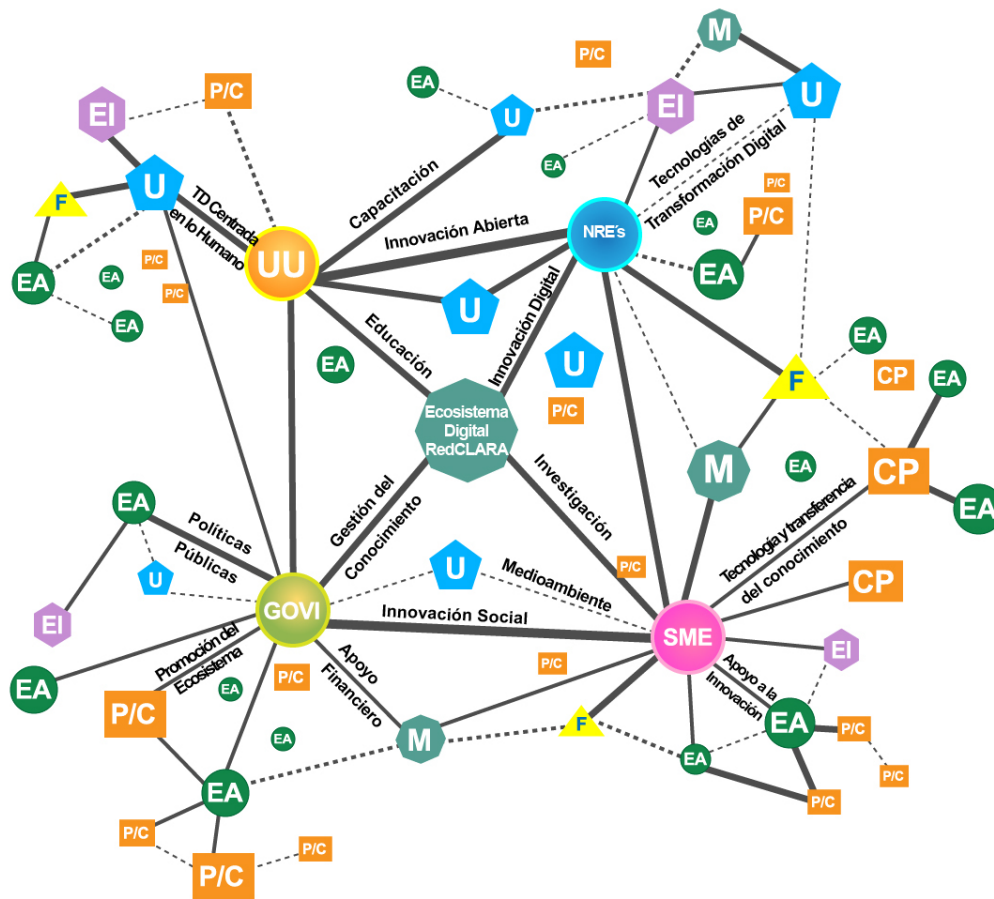 M
P/C
EA
EI
U
P/C
EI
U
EA
U
TD Centrada
en lo Humano
Capacitación
Tecnologías de
Transformación Digital
P/C
F
EA
EA
EA
P/C
P/C
UU
Innovación Abierta
NRE´s
EA
P/C
EA
U
Educación
Innovación Digital
EA
U
P/C
EA
F
CP
EA
Ecosistema
Digital
RedCLARA
M
EA
CP
EA
Investigación
Gestión del
Conocimiento
Tecnología y transferencia
del conocimiento
EA
Políticas
Públicas
U
EI
U
Medioambiente
P/C
CP
GOVI
Innovación Social
SME
EI
EA
Promoción del
Ecosistema
P/C
EA
P/C
Apoyo
Financiero
P/C
Apoyo a la
Innovación
EA
M
F
EA
P/C
EA
P/C
EA
P/C
P/C
P/C
P/C